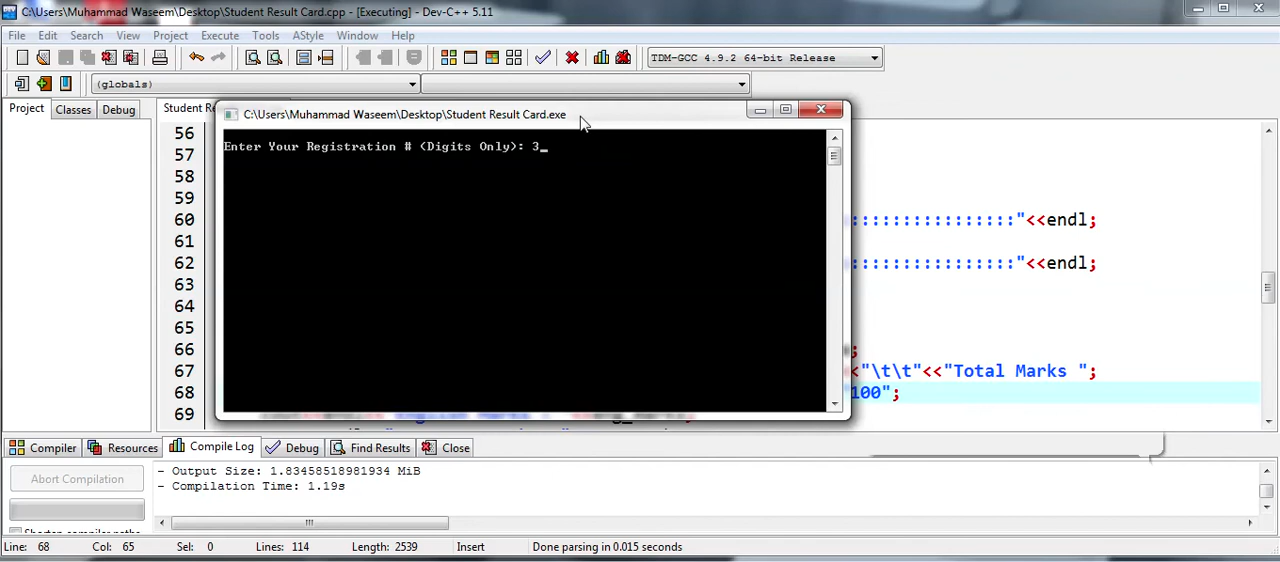 C:\Users\Muhammad Waseem\Desktop\Student Result Card.cpp - [Executing] - Dev-C++ 5.11
File Edit Search View Project Execute Tools AStyle Window Help
TDM-GCC 4.9.2 64-bit Release
(globals)
Project Classes Debug Student Re
C:\Users\Muhammad Waseem\Desktop\Student Result Card.exe
Enter Your Registration # (Digits Only): 3_
56
57
58
59
60 :::::::::::::::"<<endl;
61
62 :::::::::::::::"<<endl;
63
64
65
66 ;
67 <"\t\t"<<"Total Marks ";
68 100";
69
Compiler Resources Compile Log Debug Find Results Close
Abort Compilation
- Output Size: 1.83458518981934 MiB
- Compilation Time: 1.19s
Shorten compiler paths
Line: 68 Col: 65 Sel: 0 Lines: 114 Length: 2539 Insert Done parsing in 0.015 seconds